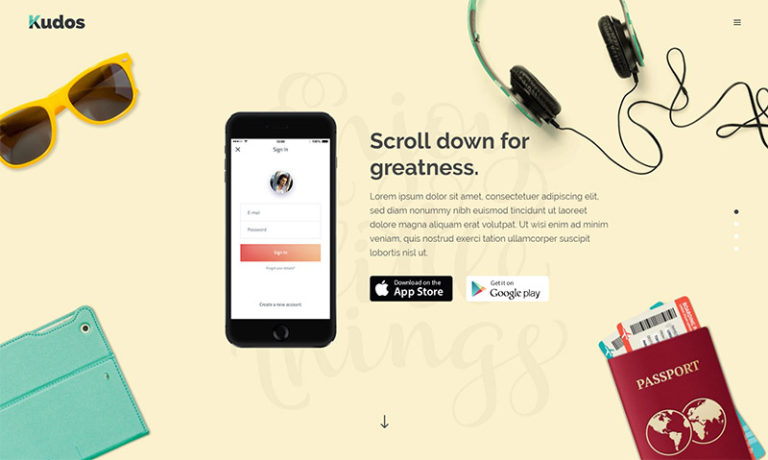 Kudos
Enjoy
little
things
Sign In
E-mail
Password
Sign In
Create a new account
Scroll down for
greatness.
Lorem ipsum dolor sit amet, consectetuer adipiscing elit,
sed diam nonummy nibh euismod tincidunt ut laoreet
dolore magna aliquam erat volutpat. Ut wisi enim ad minim
veniam, quis nostrud exerci tation ullamcorper suscipit
lobortis nisl ut.
Download on the
App Store
Get it on
Google play
PASSPORT